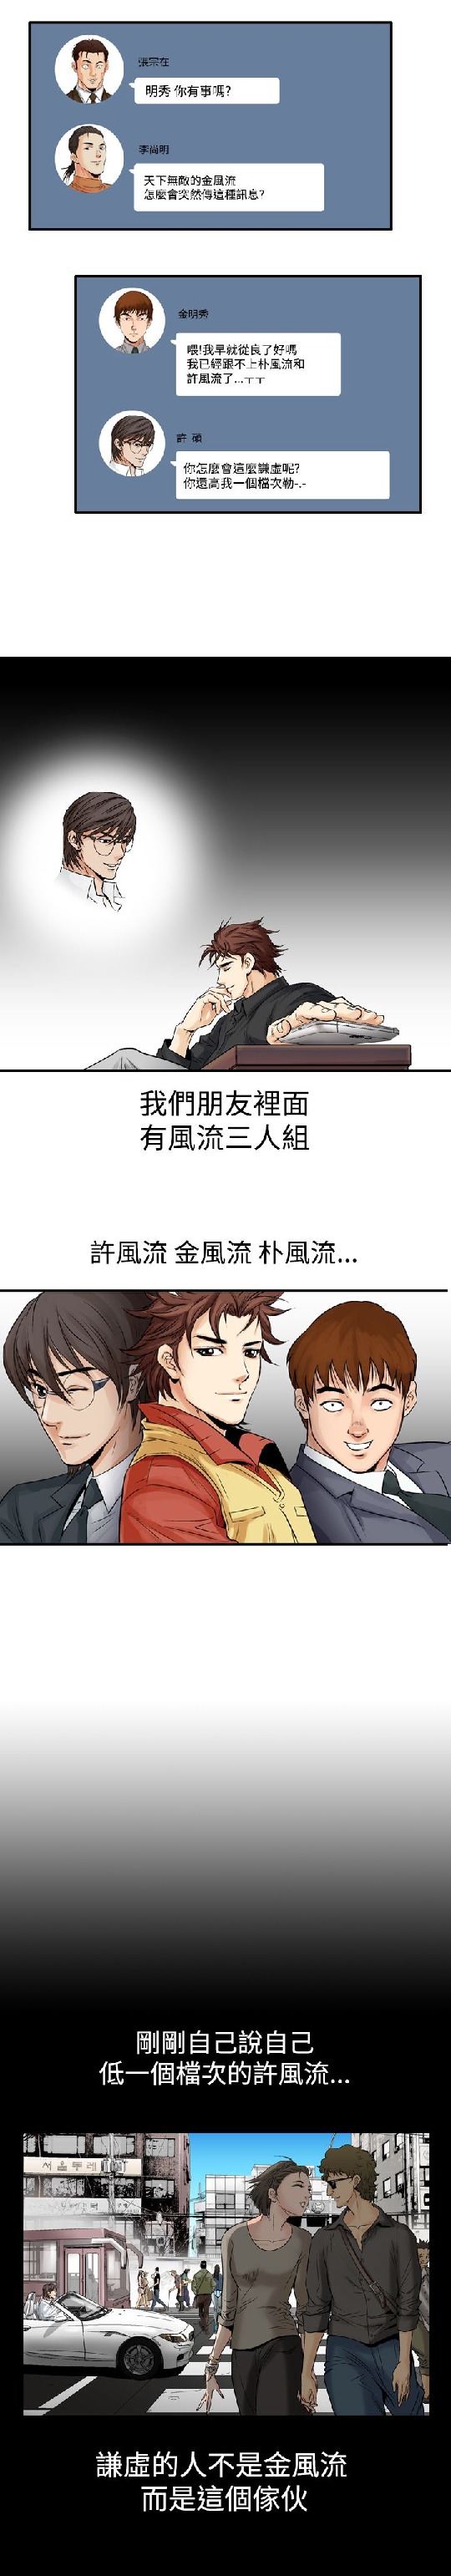 張宗在
明秀 你有事嗎?
李尚明
天下無敵的金風流
怎麼會突然傳這種訊息?
金明秀
喂!我早就從良了好嗎
我已經跟不上朴風流和
許風流了...ㅜㅜ
許 碩
你怎麼會這麼謙虛呢?
你還高我一個檔次勒-.-
我們朋友裡面
有風流三人組
許風流 金風流 朴風流...
剛剛自己說自己
低一個檔次的許風流...
서울뚜레
謙虛的人不是金風流
而是這個傢伙